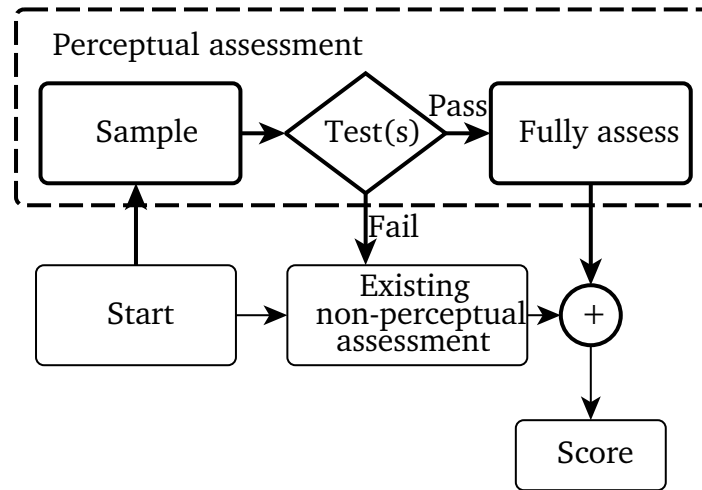 Perceptual assessment
Sample
Test(s)
Pass
Fully assess
Fail
Start
Existing
non-perceptual
assessment
+
Score